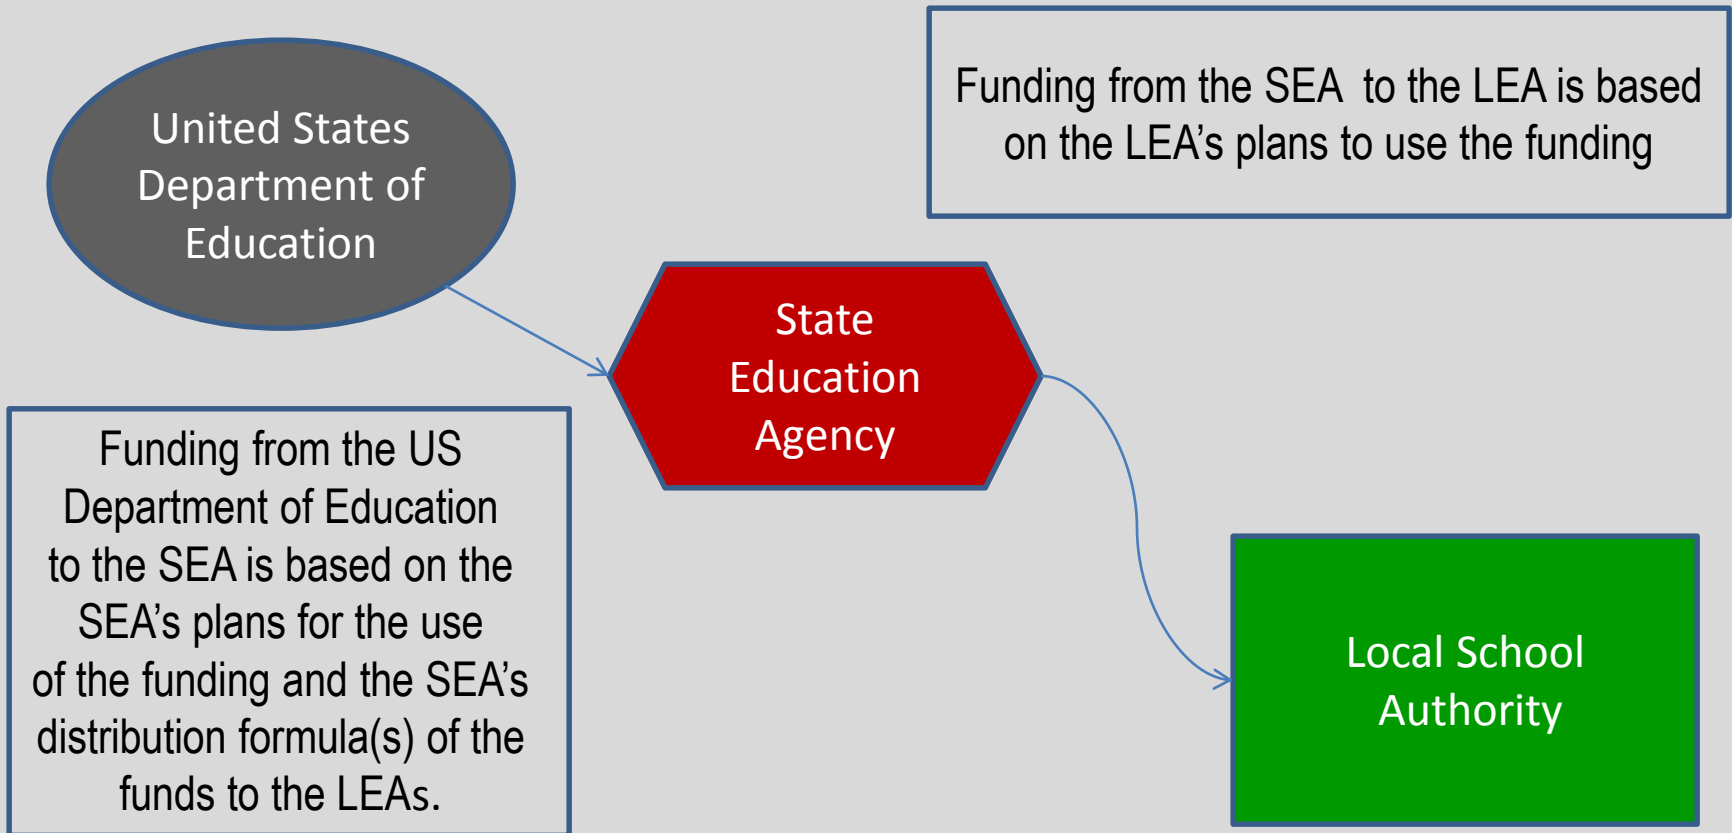 United States
Department of
Education
Funding from the SEA to the LEA is based
on the LEA’s plans to use the funding
State
Education
Agency
Funding from the US
Department of Education
to the SEA is based on the
SEA’s plans for the use
of the funding and the SEA’s
distribution formula(s) of the
funds to the LEAs.
Local School
Authority